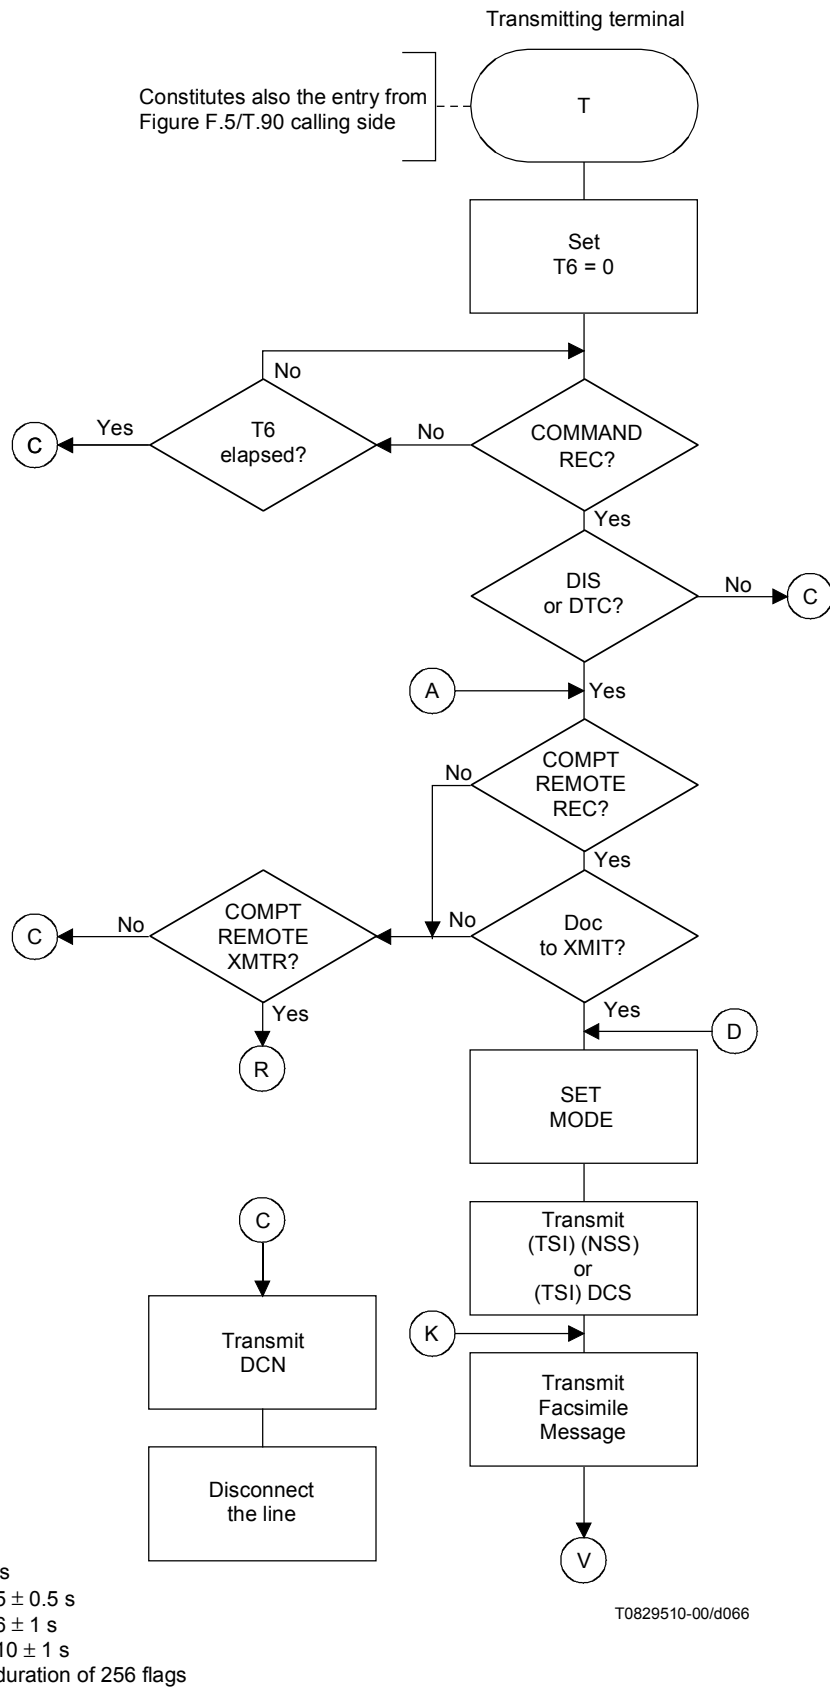 Transmitting terminal
Constitutes also the entry from
Figure F.5/T.90 calling side
T
Set
T6 = 0
No
C
Yes
T6
elapsed?
No
COMMAND
REC?
Yes
DIS
or DTC?
No
C
A
Yes
COMPT
REMOTE
REC?
No
Yes
C
No
COMPT
REMOTE
XMTR?
No
Doc
to XMIT?
Yes
R
Yes
D
SET
MODE
C
Transmit
(TSI) (NSS)
or
(TSI) DCS
Transmit
DCN
K
Transmit
Facsimile
Message
Disconnect
the line
V
s
5 ± 0.5 s
6 ± 1 s
10 ± 1 s
duration of 256 flags
T0829510-00/d066